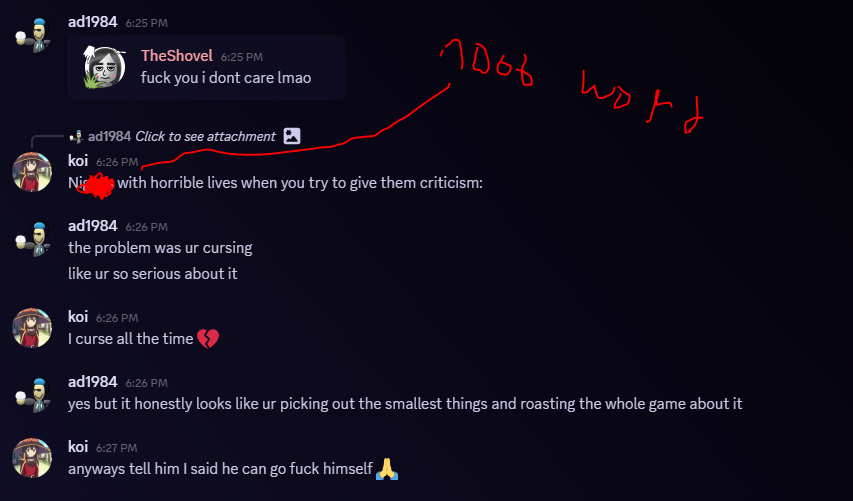 ad1984 6:25 PM
TheShovel 6:25 PM
fuck you i dont care lmao
ad1984 Click to see attachment
koi 6:26 PM
with horrible lives when you try to give them criticism:
ad1984 6:26 PM
the problem was ur cursing
like ur so serious about it
koi 6:26 PM
I curse all the time 💔
ad1984 6:26 PM
yes but it honestly looks like ur picking out the smallest things and roasting the whole game about it
koi 6:27 PM
anyways tell him I said he can go fuck himself 🙏